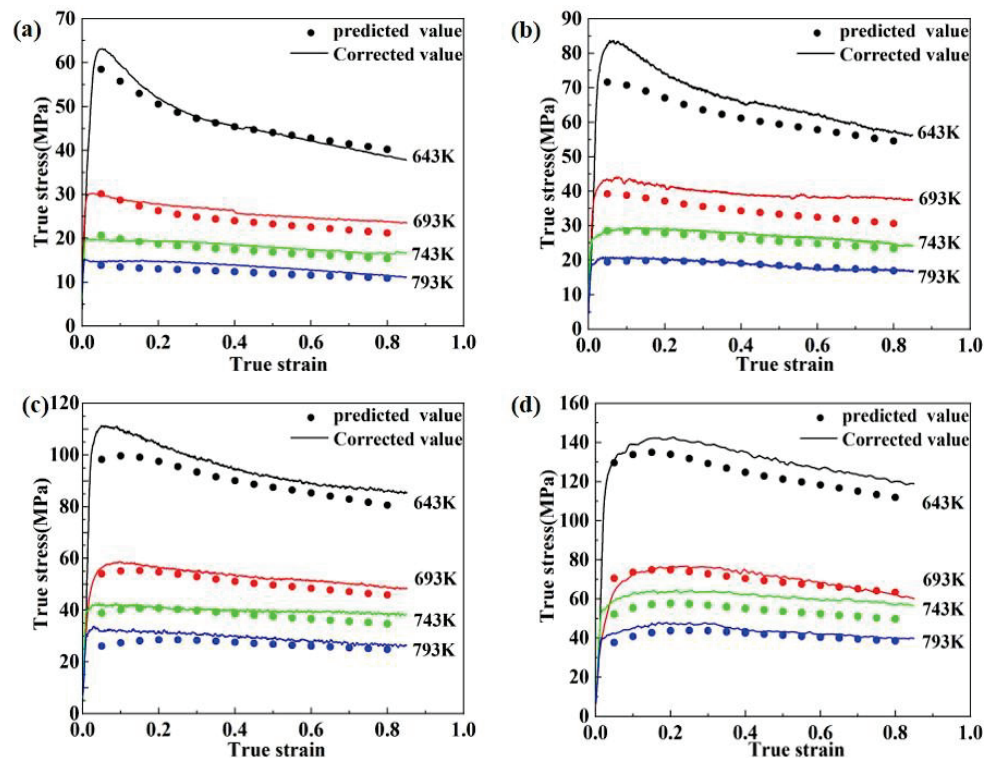 (a)
70
60
50
40
30
20
10
0
True stress(MPa)
predicted value
Corrected value
643K
693K
743K
793K
0.0 0.2 0.4 0.6 0.8 1.0
True strain
(b)
90
80
70
60
50
40
30
20
10
0
True stress(MPa)
predicted value
Corrected value
643K
693K
743K
793K
0.0 0.2 0.4 0.6 0.8 1.0
True strain
(c)
120
100
80
60
40
20
0
True stress(MPa)
predicted value
Corrected value
643K
693K
743K
793K
0.0 0.2 0.4 0.6 0.8 1.0
True strain
(d)
160
140
120
100
80
60
40
20
0
True stress(MPa)
predicted value
Corrected value
643K
693K
743K
793K
0.0 0.2 0.4 0.6 0.8 1.0
True strain